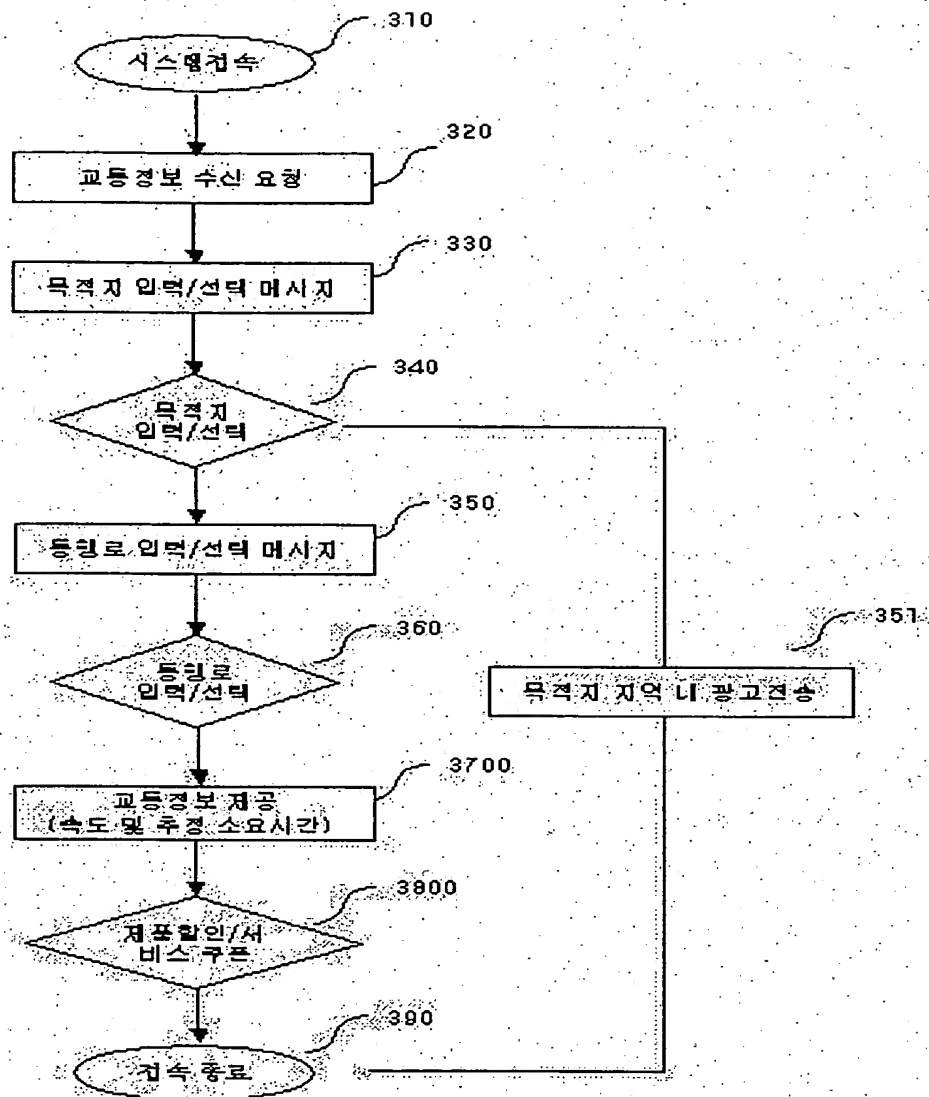 310
시스템접속
320
교통정보 수신 요청
330
목적지 입력/선택 메시지
340
목적지
입력/선택
350
통행로 입력/선택 메시지
360
통행로
입력/선택
351
목적지 지역 내 광고전송
3700
교통정보 제공
(속도 및 추정 소요시간)
3800
제품할인/서
비스 쿠폰
390
접속종료